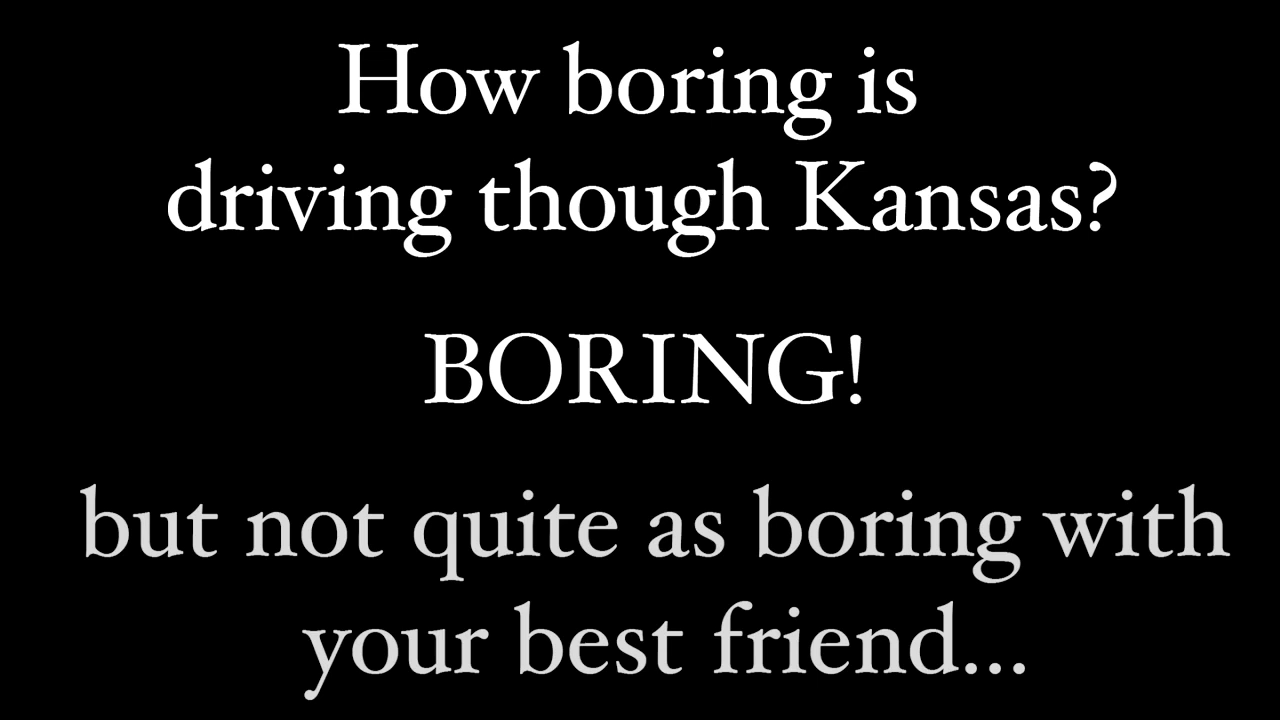 How boring is
driving though Kansas?
BORING!
but not quite as boring with
your best friend...